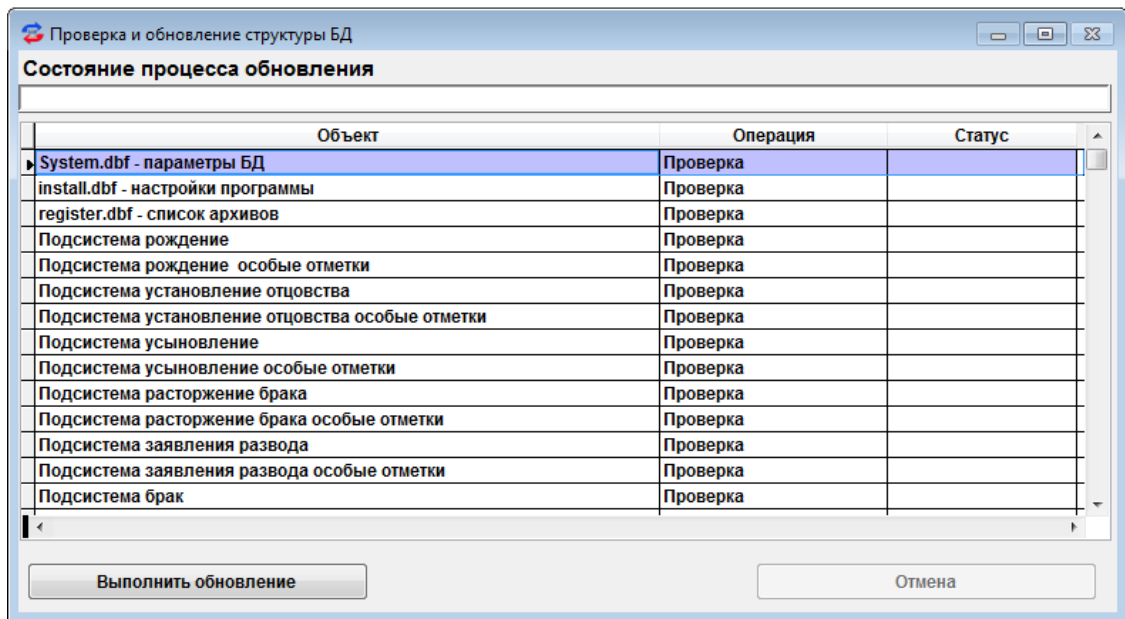 Проверка и обновление структуры БД
Состояние процесса обновления
Объект Операция Статус
System.dbf - параметры БД Проверка
install.dbf - настройки программы Проверка
register.dbf - список архивов Проверка
Подсистема рождение Проверка
Подсистема рождение  особые отметки Проверка
Подсистема установление отцовства Проверка
Подсистема установление отцовства особые отметки Проверка
Подсистема усыновление Проверка
Подсистема усыновление особые отметки Проверка
Подсистема расторжение брака Проверка
Подсистема расторжение брака особые отметки Проверка
Подсистема заявления развода Проверка
Подсистема заявления развода особые отметки Проверка
Подсистема брак Проверка
Выполнить обновление Отмена